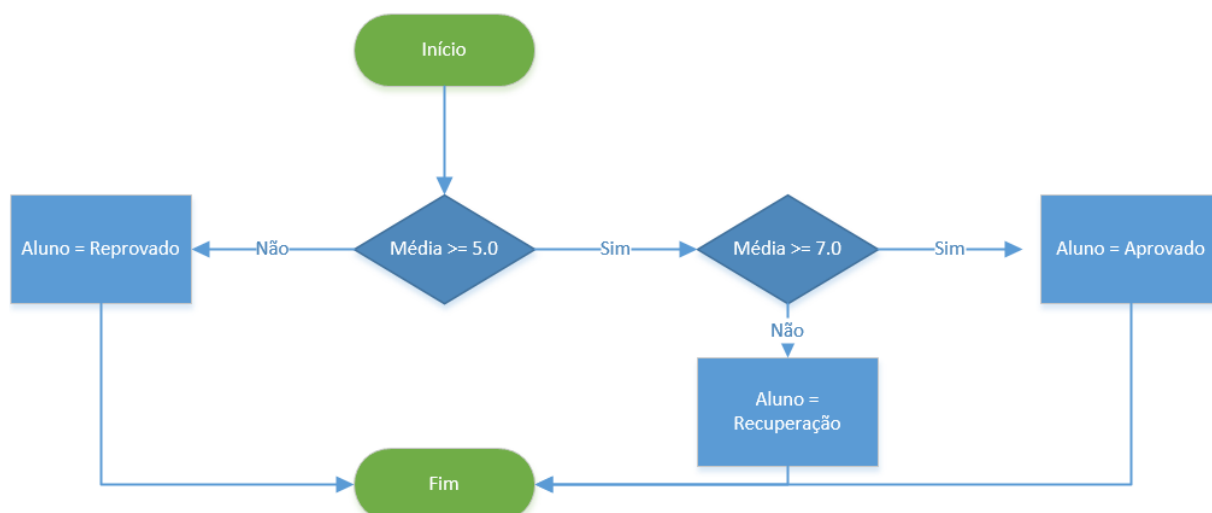 Início
Aluno = Reprovado
Não
Média >= 5.0
Sim
Média >= 7.0
Sim
Aluno = Aprovado
Não
Aluno =
Recuperação
Fim